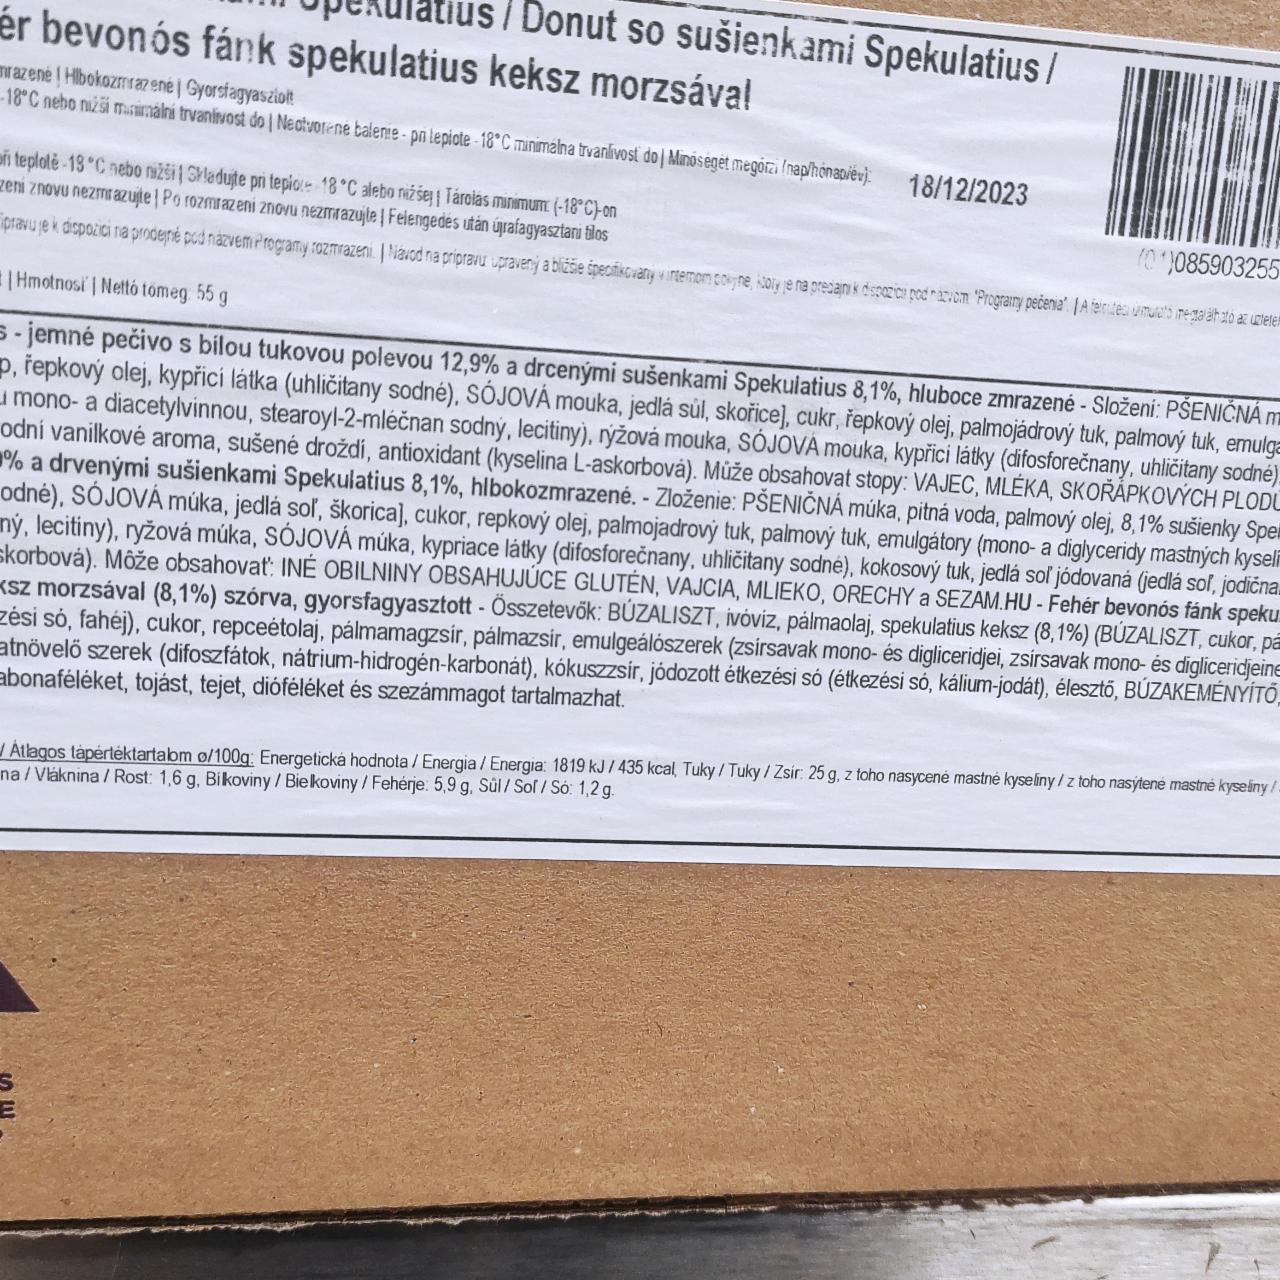 Spekulatius / Donut so sušienkami Spekulatius /
ér bevonós fánk spekulatius keksz morzsával
mrazené | Hlbokozmrazené | Gyorsfagyasztott
-18°C nebo nižší minimální trvanlivost do | Neotvorené balenie - pri teplote -18°C minimálna trvanlivosť do | Minőségét megőrzi (nap/hónap/év): 18/12/2023
při teplotě -18°C nebo nižší | Skladujte pri teplote -18°C alebo nižšej | Tárolás minimum: (-18°C)-on
zení znovu nezmrazujte | Po rozmrazení znovu nezmrazujte | Felengedés után újrafagyasztani tilos
ípravu je k dispozici na prodejně pod názvem Programy rozmrazení. | Návod na prípravu: upravený a bližšie špecifikovaný v internom pokyne, ktorý je na predajni k dispozícii pod názvom: "Programy pečenia". |
(01)085903255
| Hmotnosť | Nettó tömeg: 55 g
s - jemné pečivo s bílou tukovou polevou 12,9% a drcenými sušenkami Spekulatius 8,1%, hluboce zmrazené - Složení: PŠENIČNÁ m
p, řepkový olej, kypřicí látka (uhličitany sodné), SÓJOVÁ mouka, jedlá sůl, skořice], cukr, řepkový olej, palmojádrový tuk, palmový tuk, emulgá
u mono- a diacetylvinnou, stearoyl-2-mléčnan sodný, lecitiny), rýžová mouka, SÓJOVÁ mouka, kypřicí látky (difosforečnany, uhličitany sodné)
odní vanilkové aroma, sušené droždí, antioxidant (kyselina L-askorbová). Může obsahovat stopy: VAJEC, MLÉKA, SKOŘÁPKOVÝCH PLODŮ
9% a drvenými sušienkami Spekulatius 8,1%, hlbokozmrazené. - Zloženie: PŠENIČNÁ múka, pitná voda, palmový olej, 8,1% sušienky Spe
odné), SÓJOVÁ múka, jedlá soľ, škorica], cukor, repkový olej, palmojadrový tuk, palmový tuk, emulgátory (mono- a diglyceridy mastných kyselí
ný, lecitíny), ryžová múka, SÓJOVÁ múka, kypriace látky (difosforečnany, uhličitany sodné), kokosový tuk, jedlá soľ jódovaná (jedlá soľ, jodična
skorbová). Môže obsahovať: INÉ OBILNINY OBSAHUJÚCE GLUTÉN, VAJCIA, MLIEKO, ORECHY a SEZAM.HU - Fehér bevonós fánk speku
ksz morzsával (8,1%) szórva, gyorsfagyasztott - Összetevők: BÚZALISZT, ivóvíz, pálmaolaj, spekulatius keksz (8,1%) (BÚZALISZT, cukor, pá
zési só, fahéj), cukor, repceétolaj, pálmamagzsír, pálmazsír, emulgeálószerek (zsírsavak mono- és digliceridjei, zsírsavak mono- és digliceridjeine
atnövelő szerek (difoszfátok, nátrium-hidrogén-karbonát), kókuszzsír, jódozott étkezési só (étkezési só, kálium-jodát), élesztő, BÚZAKEMÉNYÍTŐ,
abonaféléket, tojást, tejet, dióféléket és szezámmagot tartalmazhat.
/ Átlagos tápértéktartalom ø/100g: Energetická hodnota / Energia / Energia: 1819 kJ / 435 kcal, Tuky / Tuky / Zsír: 25 g, z toho nasycené mastné kyseliny / z toho nasýtené mastné kyseliny /
na / Vláknina / Rost: 1,6 g, Bílkoviny / Bielkoviny / Fehérje: 5,9 g, Sůl / Soľ / Só: 1,2 g.
S
E